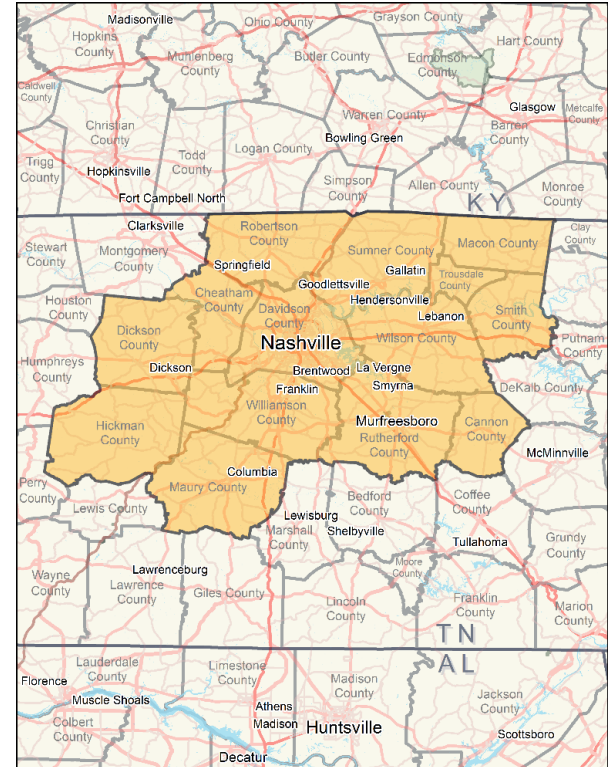 Madisonville
Ohio County
Grayson County
Hopkins
County
Muhlenberg
County
Butler County
Edmonson
County
Hart County
Caldwell
County
Christian
County
Warren County
Glasgow
Metcalfe
County
Barren
County
Bowling Green
Trigg
County
Todd
County
Logan County
Hopkinsville
Simpson
County
Allen County
Monroe
County
Fort Campbell North
KY
Clarksville
Robertson
County
Clay
County
Stewart
County
Montgomery
County
Sumner County
Macon County
Springfield
Gallatin
Trousdale
County
Goodlettsville
Cheatham
County
Hendersonville
Houston
County
Davidson
County
Lebanon
Smith
County
Dickson
County
Nashville
Wilson County
Putnam
County
Humphreys
County
Dickson
Brentwood
La Vergne
Smyrna
DeKalb County
Franklin
Williamson
County
Murfreesboro
Rutherford
County
Cannon
County
Hickman
County
McMinnville
Columbia
Maury County
Perry
County
Lewis County
Bedford
County
Coffee
County
Lewisburg
Marshall
County
Shelbyville
Tullahoma
Grundy
County
Wayne
County
Lawrenceburg
Lawrence
County
Giles County
Moore
County
Lincoln
County
Franklin
County
Marion
County
TN
AL
Lauderdale
County
Limestone
County
Madison
County
Florence
Muscle Shoals
Colbert
County
Athens
Madison
Huntsville
Jackson
County
Scottsboro
Decatur